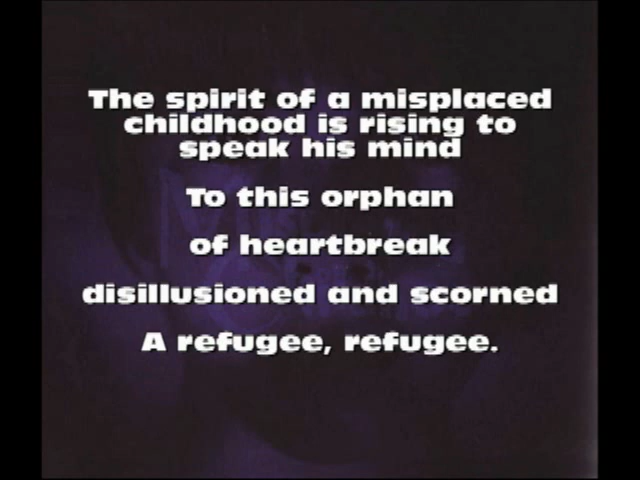 The spirit of a misplaced
childhood is rising to
speak his mind
To this orphan
of heartbreak
disillusioned and scorned
A refugee, refugee.